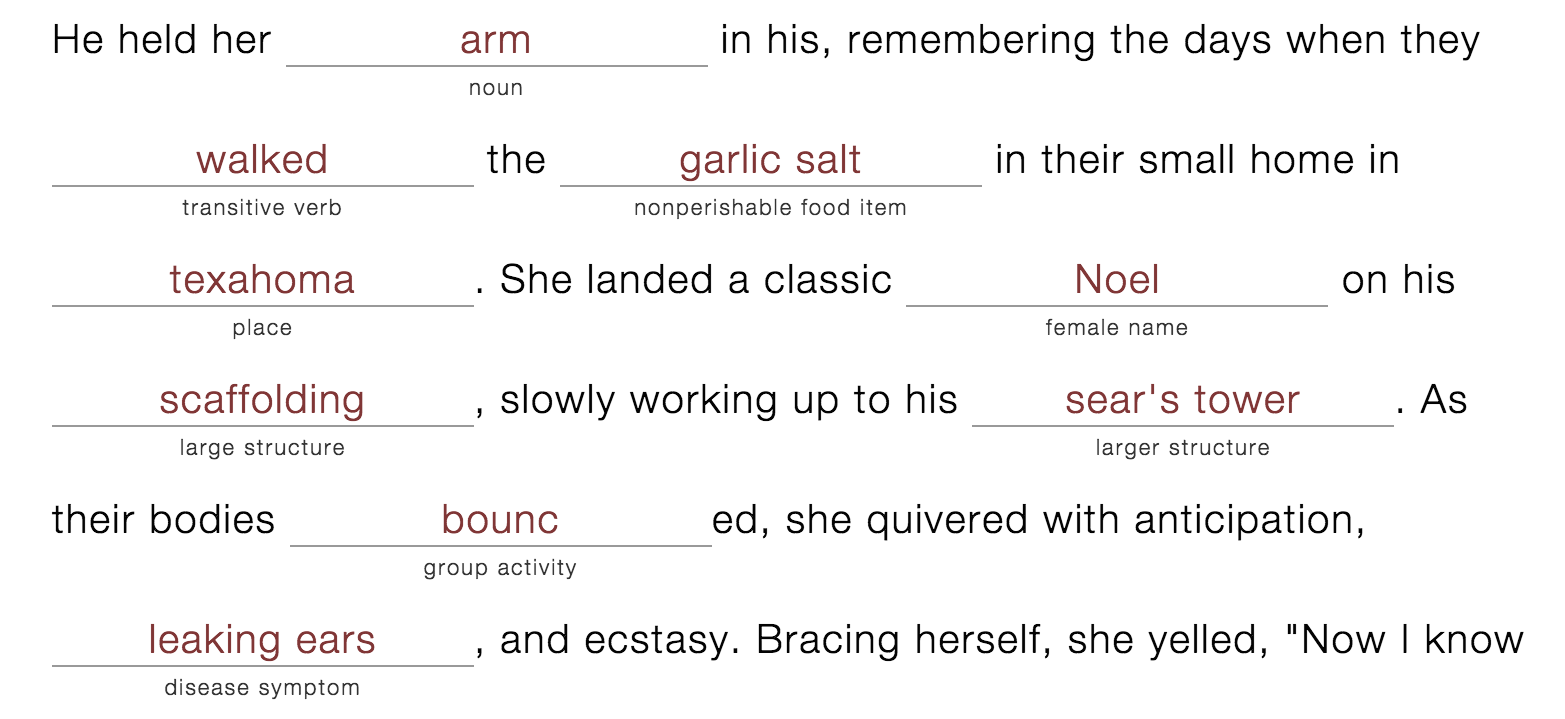 He held her arm in his, remembering the days when they
noun
walked the garlic salt in their small home in
transitive verb nonperishable food item
texahoma. She landed a classic Noel on his
place female name
scaffolding, slowly working up to his sear's tower. As
large structure larger structure
their bodies bounced, she quivered with anticipation,
group activity
leaking ears, and ecstasy. Bracing herself, she yelled, "Now I know
disease symptom